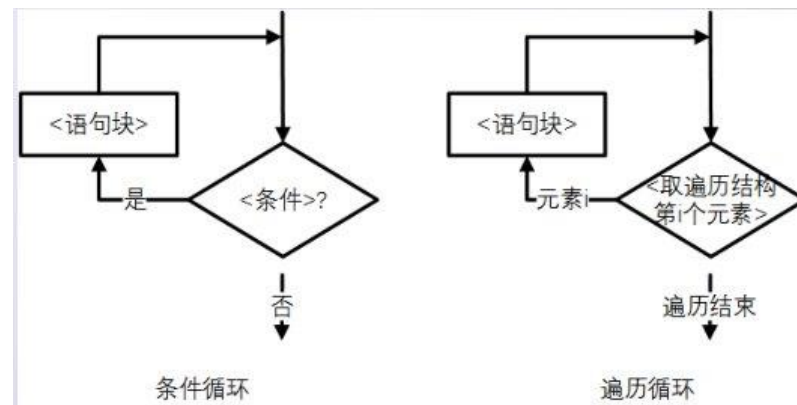 <语句块>
是
<条件>?
否
条件循环
<语句块>
元素i
<取遍历结构
第i个元素>
遍历结束
遍历循环